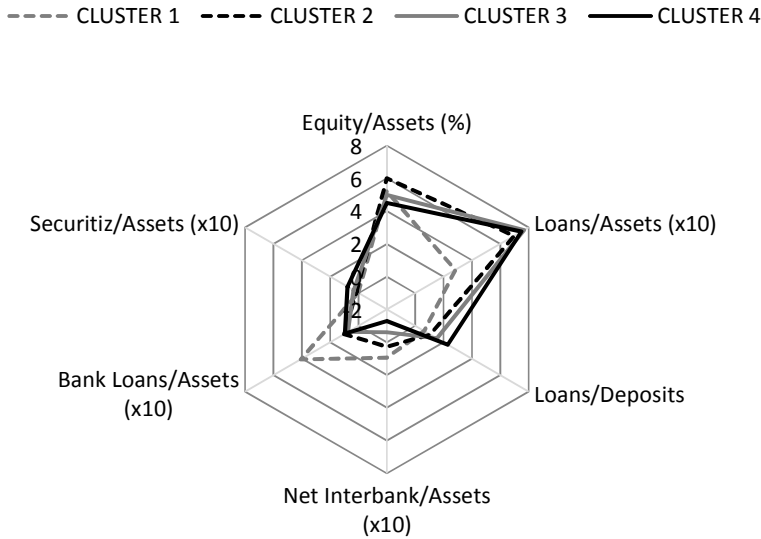 CLUSTER 1 CLUSTER 2 CLUSTER 3 CLUSTER 4
Equity/Assets (%)
8
6
Securitiz/Assets (x10)
Loans/Assets (x10)
4
2
0
-2
Bank Loans/Assets
(x10)
Loans/Deposits
Net Interbank/Assets
(x10)